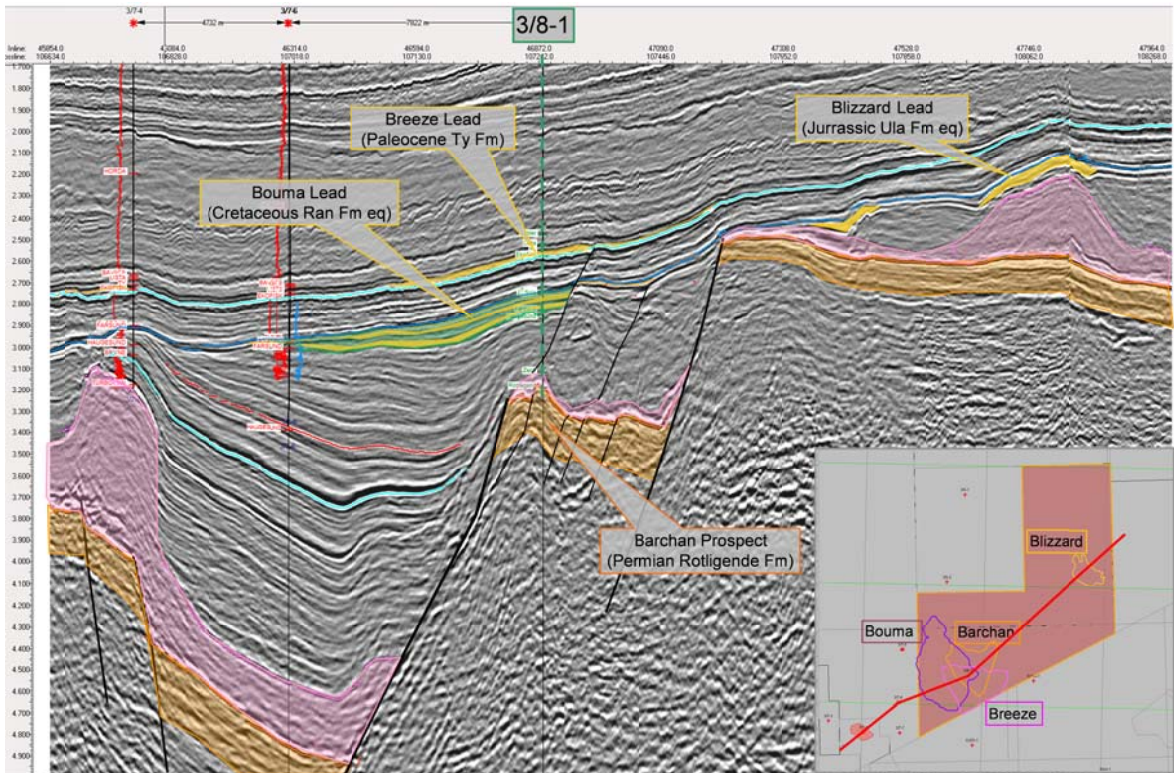 3/7-4
3/7-6
3/8-1
4732 m
7922 m
Inline:
45854.0
46314.0
46594.0
46872.0
47090.0
47308.0
47528.0
47746.0
47964.0
106634.0
106828.0
107018.0
107130.0
107446.0
107652.0
107858.0
108062.0
108268.0
1.700
1.800
1.900
2.000
2.100
2.200
2.300
2.400
2.500
2.600
2.700
2.800
2.900
3.000
3.100
3.200
3.300
3.400
3.500
3.600
3.700
3.800
3.900
4.000
4.100
4.200
4.300
4.400
4.500
4.600
4.700
4.800
4.900
Breeze Lead
(Paleocene Ty Fm)
Blizzard Lead
(Jurrassic Ula Fm eq)
Bouma Lead
(Cretaceous Ran Fm eq)
HORDA
FARSUND
HAUGESUND
FARSUND
HAUGESUND
Barchan Prospect
(Permian Rotligende Fm)
Blizzard
Bouma
Barchan
Breeze